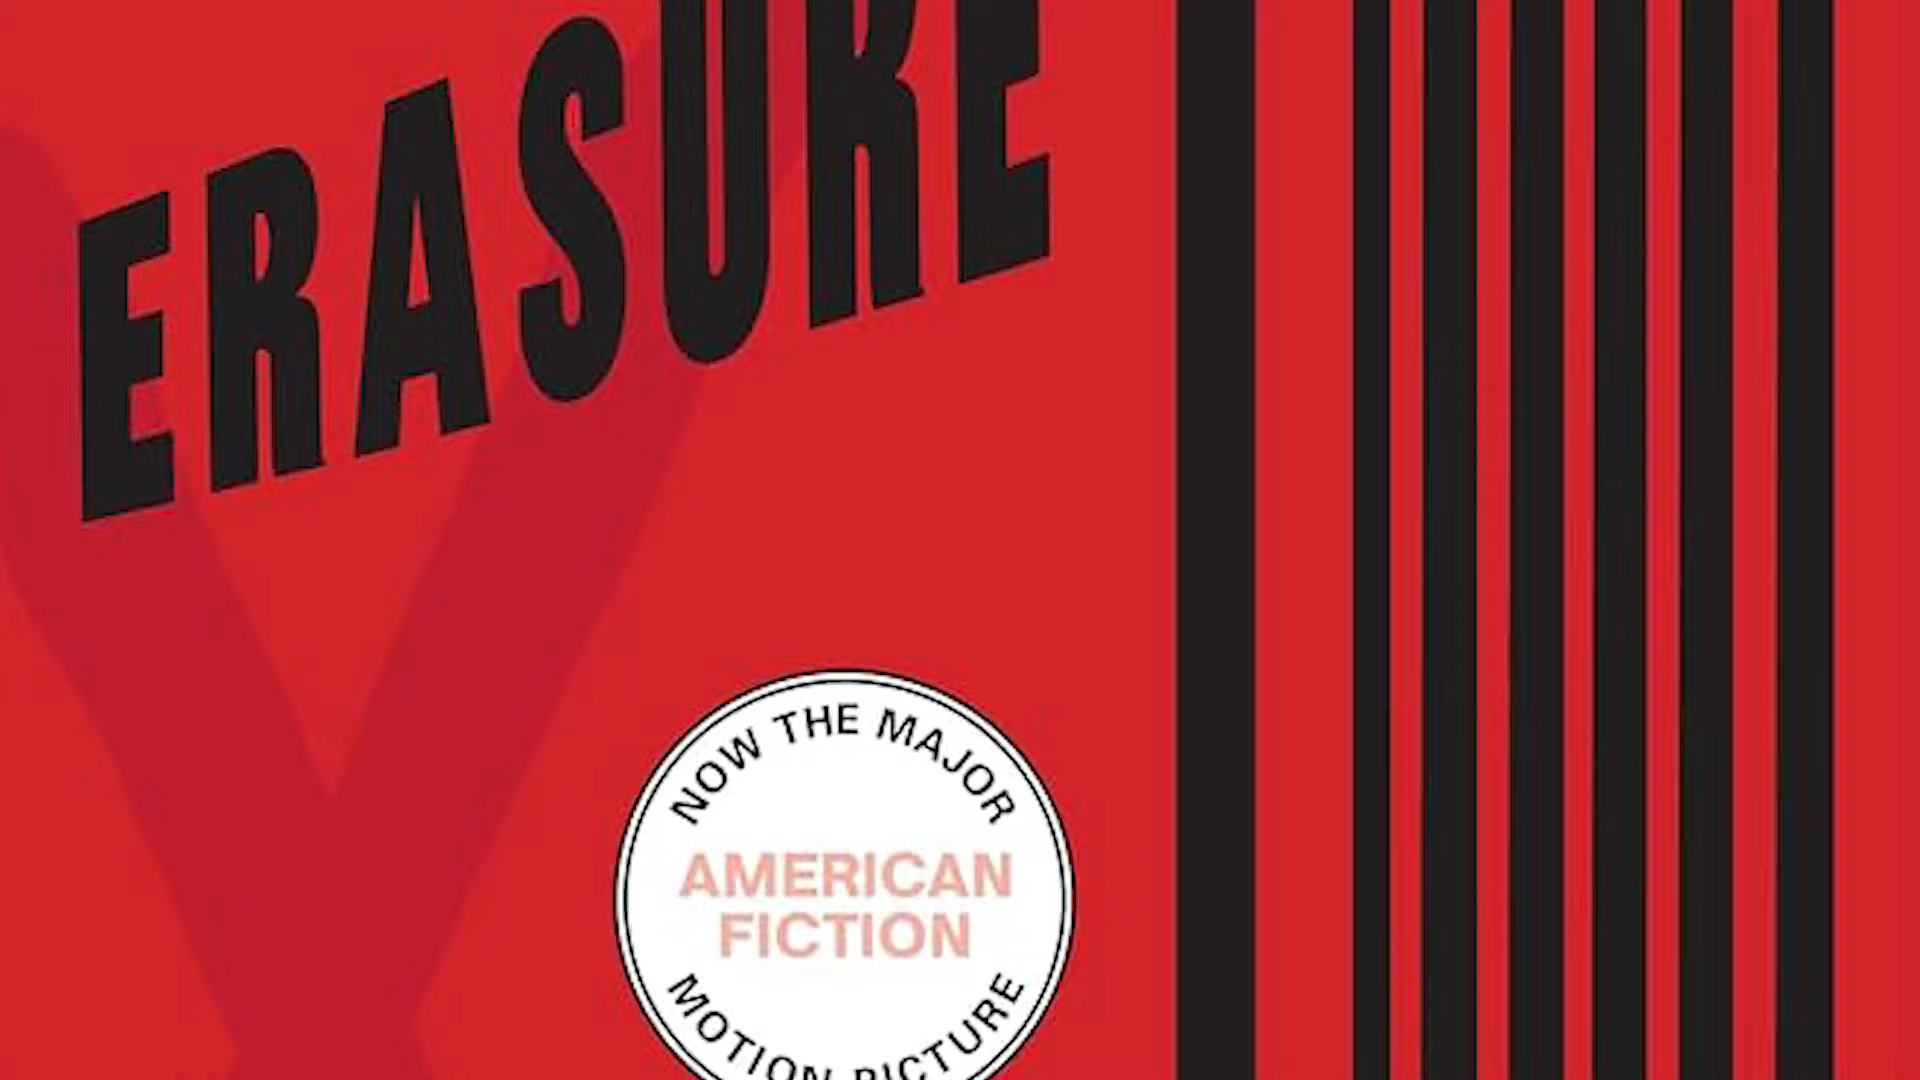 ERASURE
NOW THE MAJOR
AMERICAN
FICTION
MOTION PICTURE